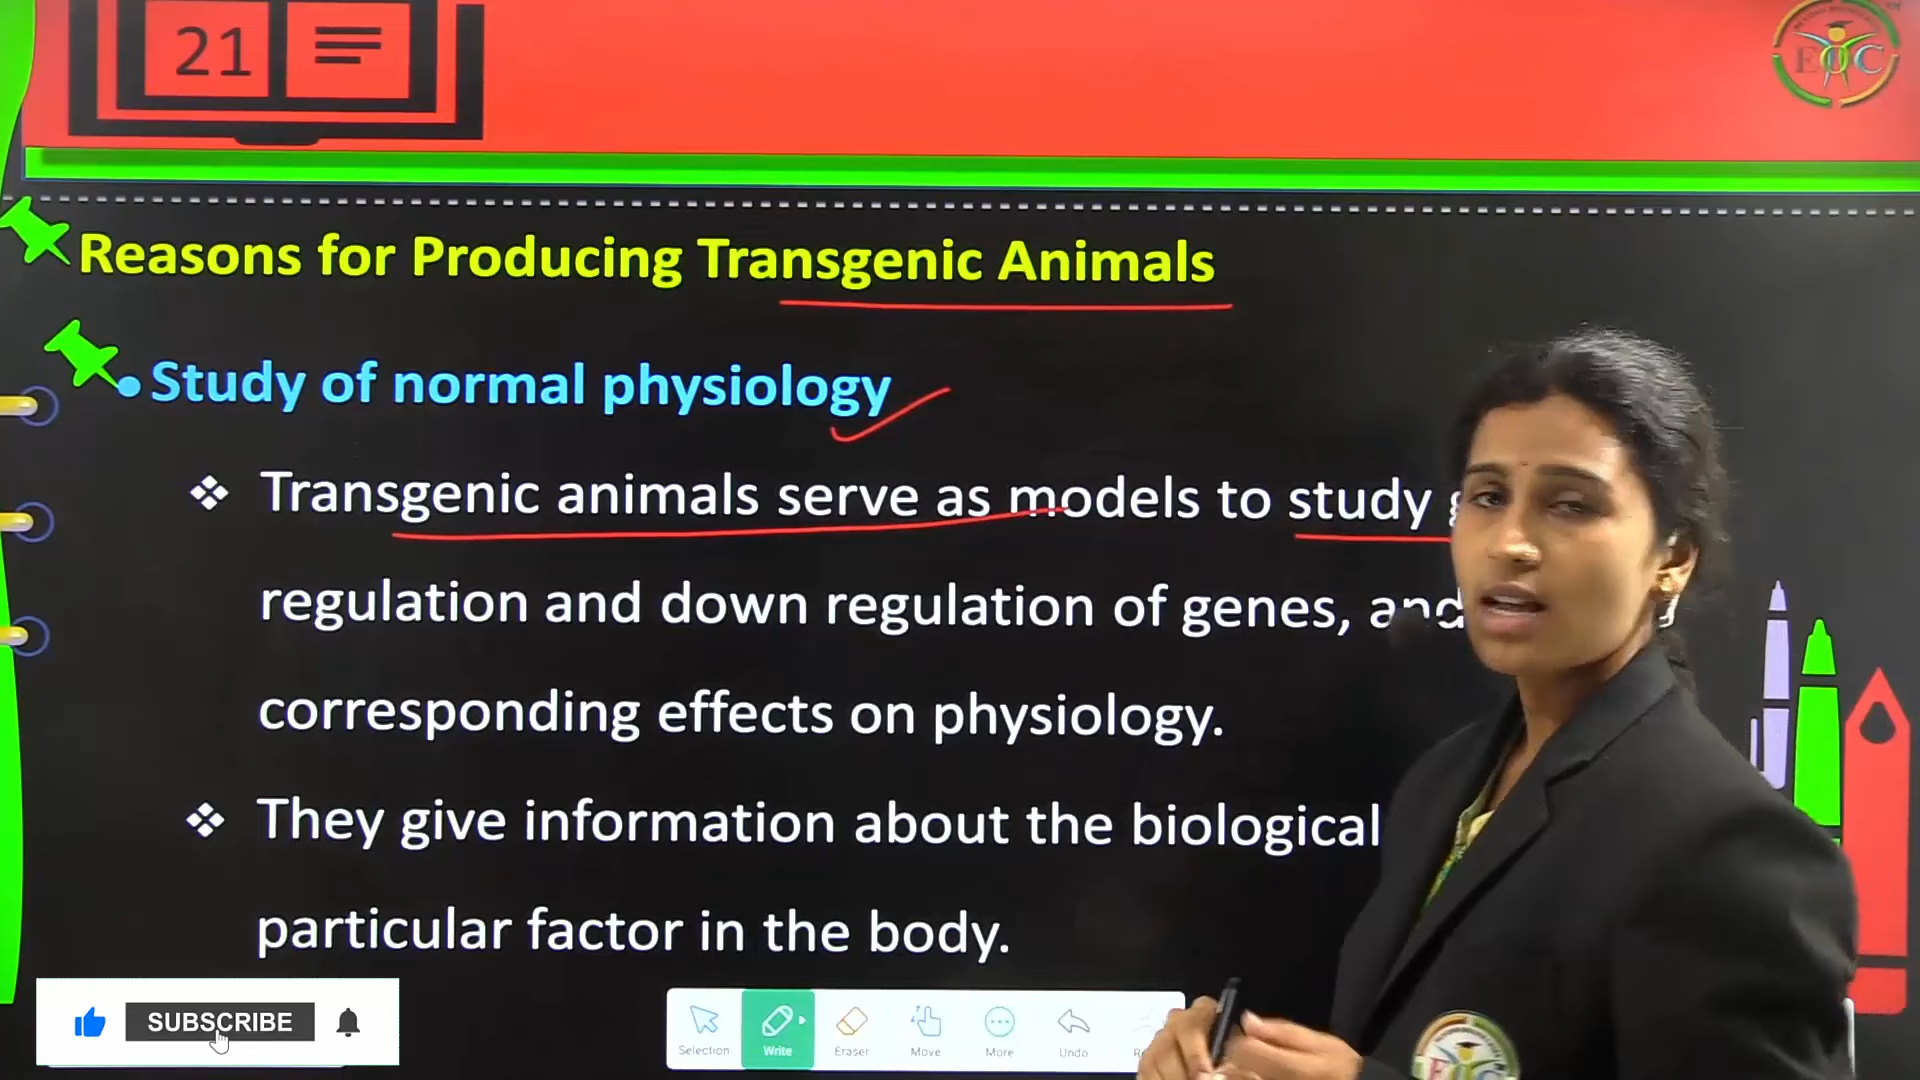 21
EUC
Reasons for Producing Transgenic Animals
• Study of normal physiology
❖ Transgenic animals serve as models to study
regulation and down regulation of genes, and
corresponding effects on physiology.
❖ They give information about the biological
particular factor in the body.
SUBSCRIBE
Selection Write Eraser Move More Undo